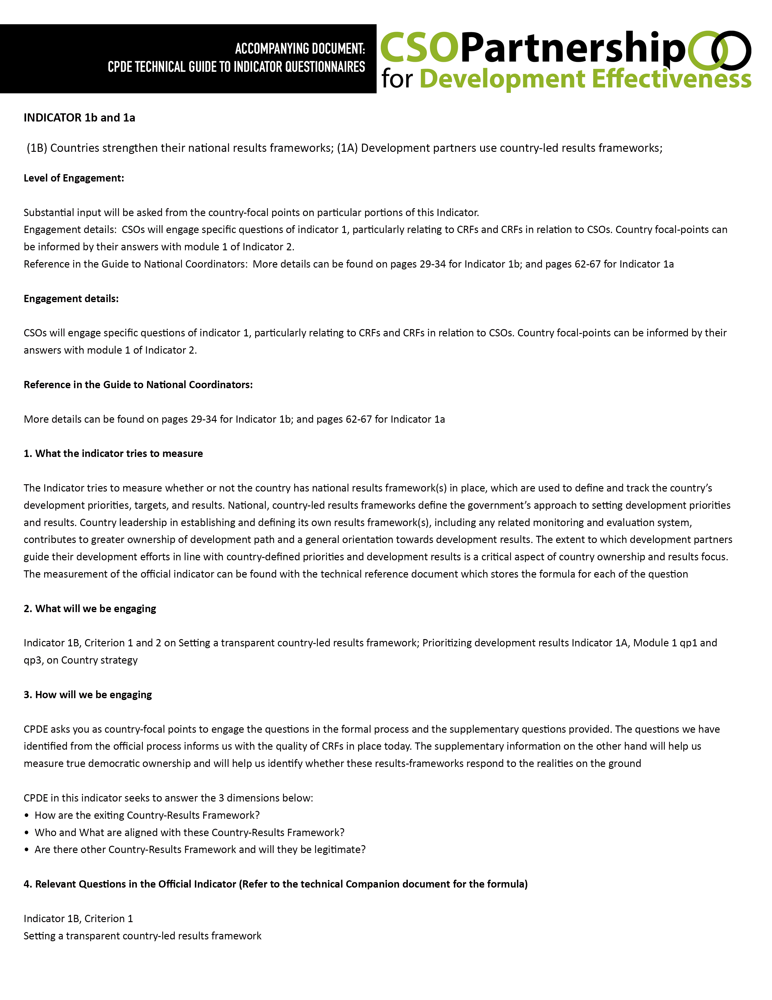 ACCOMPANYING DOCUMENT:
CPDE TECHNICAL GUIDE TO INDICATOR QUESTIONNAIRES
CSOPartnership
for Development Effectiveness
INDICATOR 1b and 1a
(1B) Countries strengthen their national results frameworks; (1A) Development partners use country-led results frameworks;
Level of Engagement:
Substantial input will be asked from the country-focal points on particular portions of this Indicator.
Engagement details:  CSOs will engage specific questions of indicator 1, particularly relating to CRFs and CRFs in relation to CSOs. Country focal-points can
be informed by their answers with module 1 of Indicator 2.
Reference in the Guide to National Coordinators:  More details can be found on pages 29-34 for Indicator 1b; and pages 62-67 for Indicator 1a
Engagement details:
CSOs will engage specific questions of indicator 1, particularly relating to CRFs and CRFs in relation to CSOs. Country focal-points can be informed by their
answers with module 1 of Indicator 2.
Reference in the Guide to National Coordinators:
More details can be found on pages 29-34 for Indicator 1b; and pages 62-67 for Indicator 1a
1. What the indicator tries to measure
The Indicator tries to measure whether or not the country has national results framework(s) in place, which are used to define and track the country’s
development priorities, targets, and results. National, country-led results frameworks define the government’s approach to setting development priorities
and results. Country leadership in establishing and defining its own results framework(s), including any related monitoring and evaluation system,
contributes to greater ownership of development path and a general orientation towards development results. The extent to which development partners
guide their development efforts in line with country-defined priorities and development results is a critical aspect of country ownership and results focus.
The measurement of the official indicator can be found with the technical reference document which stores the formula for each of the question
2. What will we be engaging
Indicator 1B, Criterion 1 and 2 on Setting a transparent country-led results framework; Prioritizing development results Indicator 1A, Module 1 qp1 and
qp3, on Country strategy
3. How will we be engaging
CPDE asks you as country-focal points to engage the questions in the formal process and the supplementary questions provided. The questions we have
identified from the official process informs us with the quality of CRFs in place today. The supplementary information on the other hand will help us
measure true democratic ownership and will help us identify whether these results-frameworks respond to the realities on the ground
CPDE in this indicator seeks to answer the 3 dimensions below:
• How are the exiting Country-Results Framework?
• Who and What are aligned with these Country-Results Framework?
• Are there other Country-Results Framework and will they be legitimate?
4. Relevant Questions in the Official Indicator (Refer to the technical Companion document for the formula)
Indicator 1B, Criterion 1
Setting a transparent country-led results framework